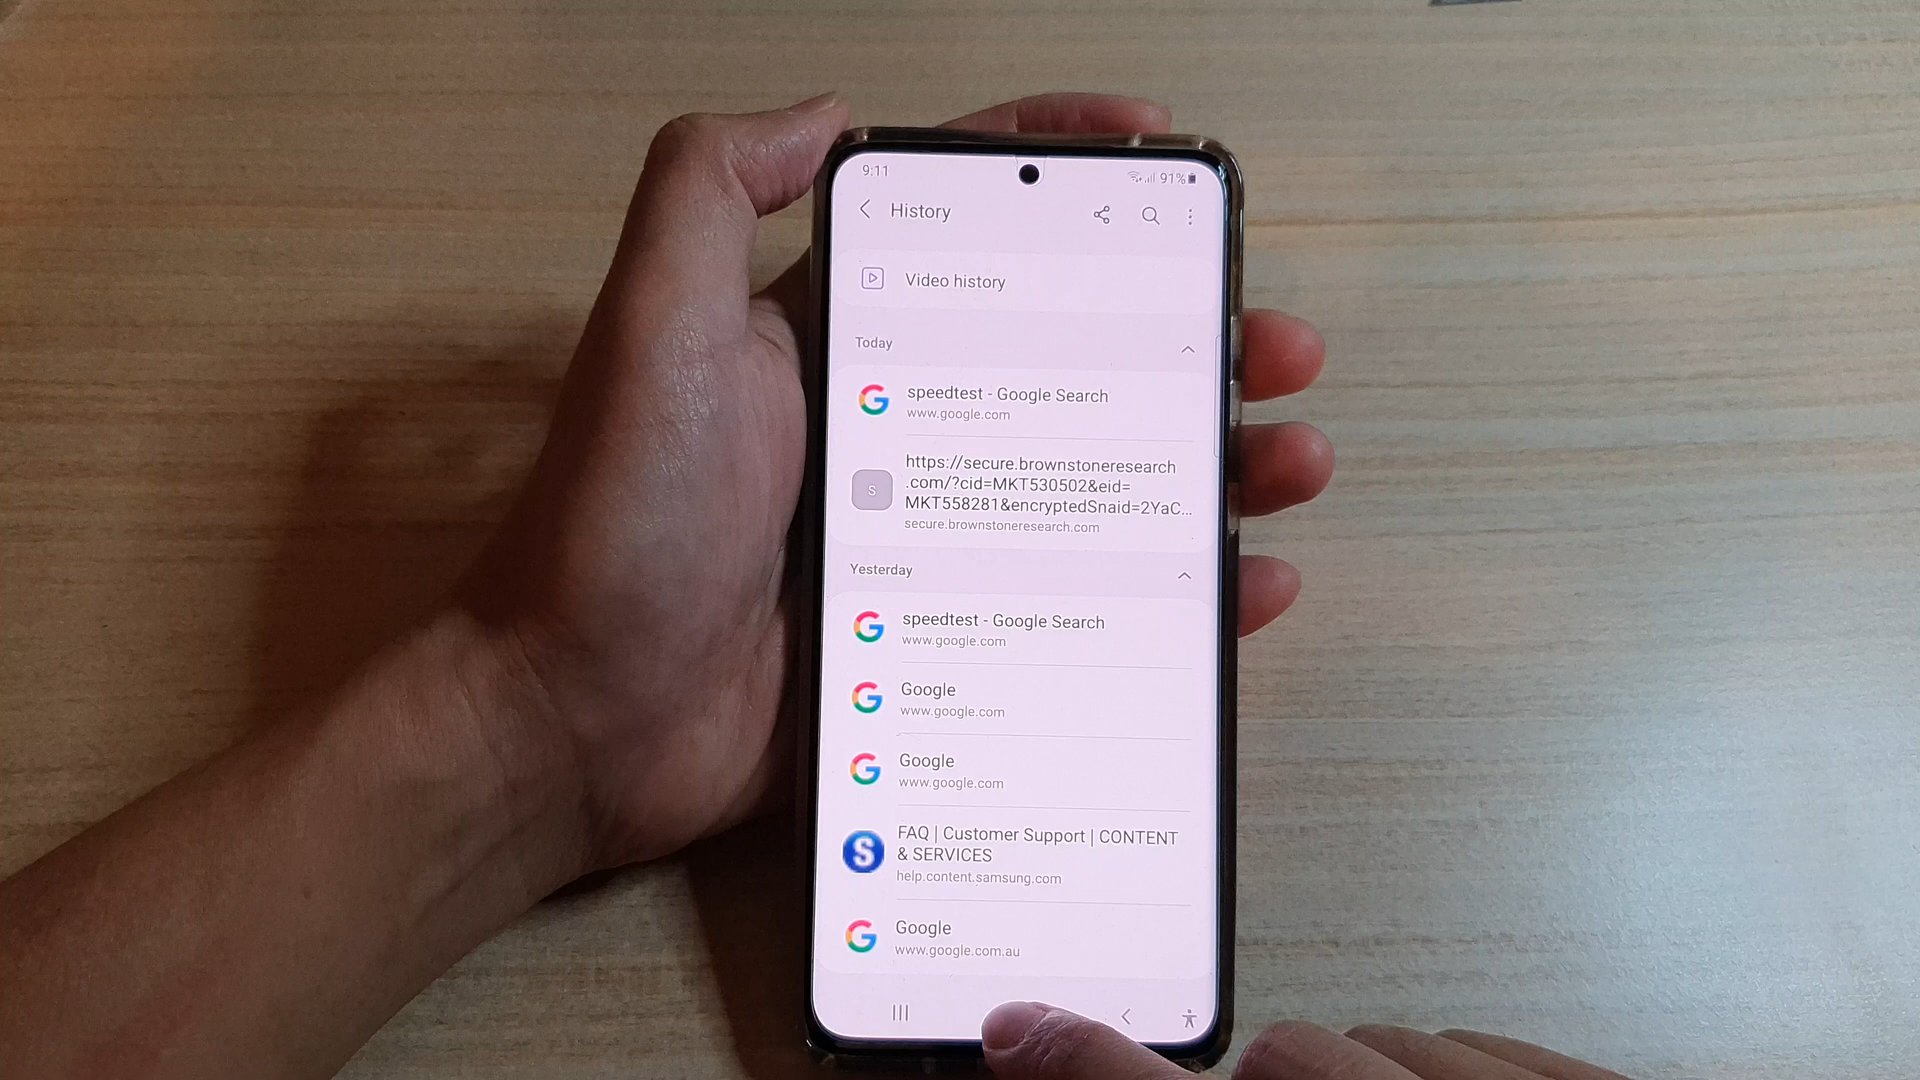 9:11
91%
History
Video history
Today
speedtest - Google Search
www.google.com
https://secure.brownstoneresearch
.com/?cid=MKT530502&eid=
MKT558281&encryptedSnaid=2YaC...
S
secure.brownstoneresearch.com
Yesterday
speedtest - Google Search
www.google.com
Google
www.google.com
Google
www.google.com
FAQ | Customer Support | CONTENT
& SERVICES
S
help.content.samsung.com
Google
www.google.com.au